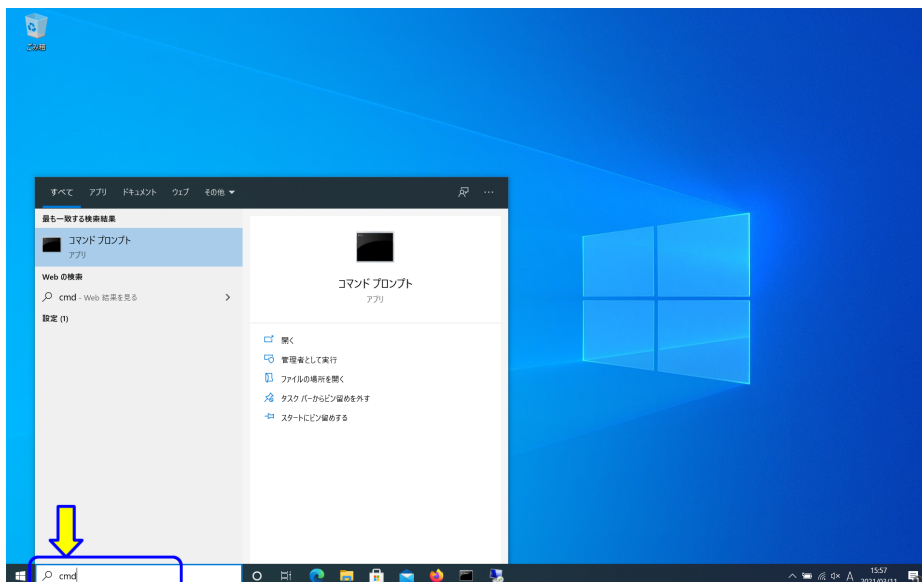 ごみ箱
すべて アプリ ドキュメント ウェブ その他
最も一致する検索結果
コマンド プロンプト
アプリ
Web の検索
cmd - Web 結果を見る
設定 (1)
コマンド プロンプト
アプリ
開く
管理者として実行
ファイルの場所を開く
タスク バーからピン留めを外す
スタートにピン留めする
cmd
A
15:57
2021/03/11